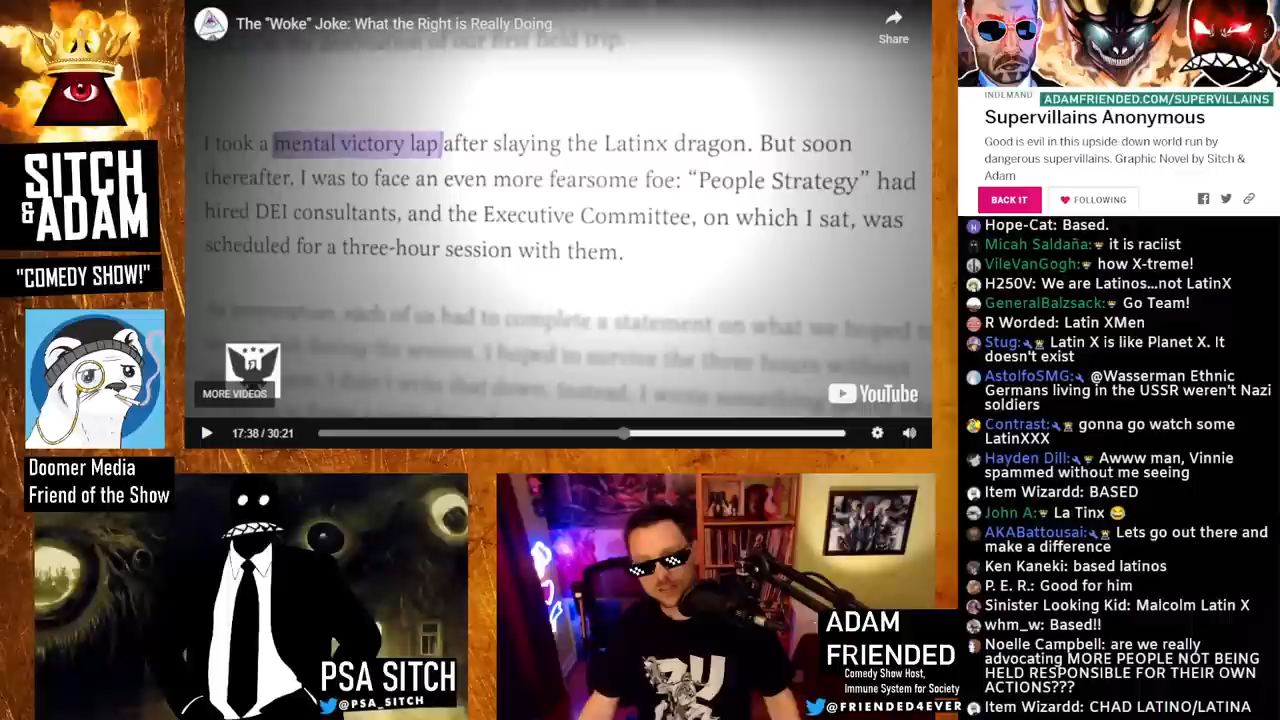 The "Woke" Joke: What the Right is Really Doing
Share
I took a mental victory lap after slaying the Latinx dragon. But soon
thereafter, I was to face an even more fearsome foe: “People Strategy” had
hired DEI consultants, and the Executive Committee, on which I sat, was
scheduled for a three-hour session with them.
MORE VIDEOS
YouTube
17:38 / 30:21
SITCH
& ADAM
"COMEDY SHOW!"
Doomer Media
Friend of the Show
PSA SITCH
@PSA_SITCH
ADAM
FRIENDED
Comedy Show Host,
Immune System for Society
@FRIENDED4EVER
INDEMAND
ADAMFRIENDED.COM/SUPERVILLAINS
Supervillains Anonymous
Good is evil in this upside-down world run by
dangerous supervillains. Graphic Novel by Sitch &
Adam
BACK IT
FOLLOWING
Hope-Cat: Based.
Micah Saldaña: it is raciist
VileVanGogh: how X-treme!
H250V: We are Latinos...not LatinX
GeneralBalzsack: Go Team!
R Worded: Latin XMen
Stug: Latin X is like Planet X. It
doesn't exist
AstolfoSMG: @Wasserman Ethnic
Germans living in the USSR weren't Nazi
soldiers
Contrast: gonna go watch some
LatinXXX
Hayden Dill: Awww man, Vinnie
spammed without me seeing
Item Wizardd: BASED
John A: La Tinx 😂
AKABattousai: Lets go out there and
make a difference
Ken Kaneki: based latinos
P. E. R.: Good for him
Sinister Looking Kid: Malcolm Latin X
whm_w: Based!!
Noelle Campbell: are we really
advocating MORE PEOPLE NOT BEING
HELD RESPONSIBLE FOR THEIR OWN
ACTIONS???
Item Wizardd: CHAD LATINO/LATINA